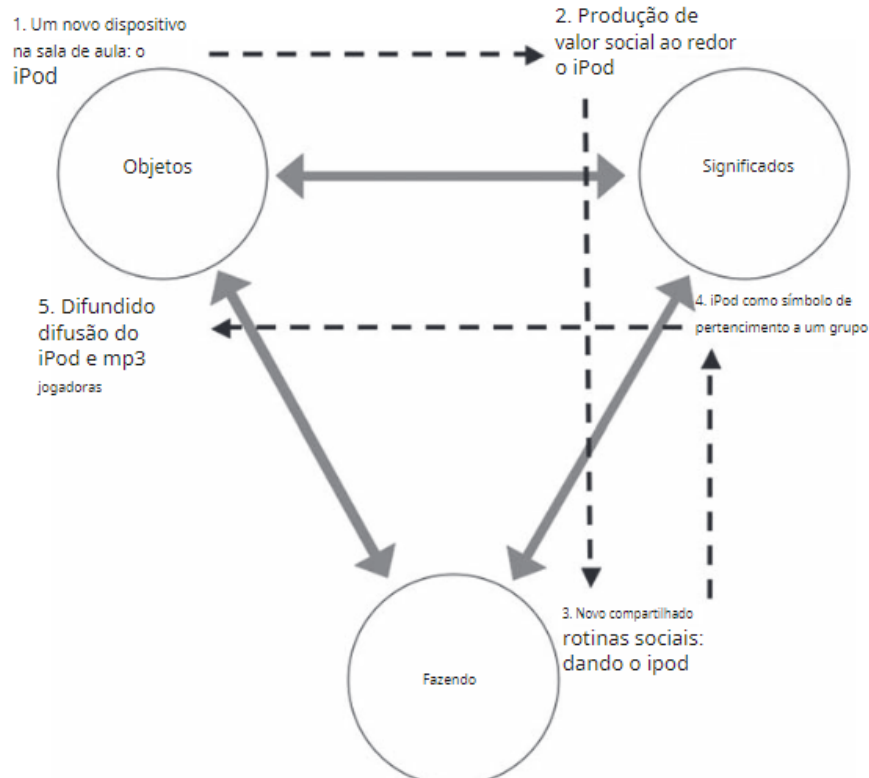 1. Um novo dispositivo
na sala de aula: o
iPod
2. Produção de
valor social ao redor
o iPod
Objetos
Significados
5. Difundido
difusão do
iPod e mp3
jogadoras
4. iPod como símbolo de
pertencimento a um grupo
3. Novo compartilhado
rotinas sociais:
dando o ipod
Fazendo